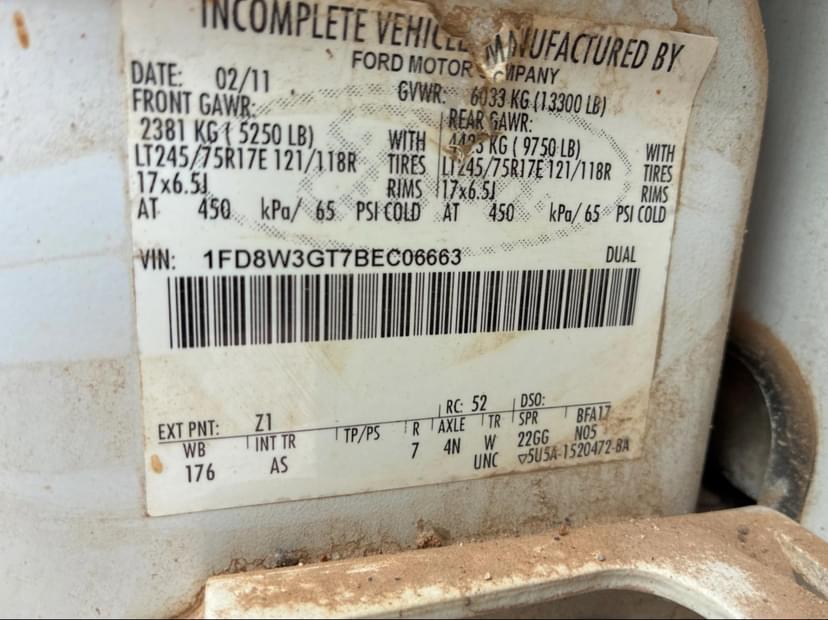 INCOMPLETE VEHICLE MANUFACTURED BY
FORD MOTOR COMPANY
DATE: 02/11 GVWR: 6033 KG (13300 LB)
FRONT GAWR: REAR GAWR:
2381 KG ( 5250 LB) WITH 4423 KG ( 9750 LB) WITH
LT245/75R17E 121/118R TIRES LT245/75R17E 121/118R TIRES
17x6.5J RIMS 17x6.5J RIMS
AT 450 kPa/ 65 PSI COLD AT 450 kPa/ 65 PSI COLD
VIN: 1FD8W3GT7BEC06663 DUAL
EXT PNT: Z1 RC: 52 DSO:
WB INT TR TP/PS R AXLE TR SPR BFA17
176 AS 7 4N W 22GG N05
UNC ▽5U5A-1520472-BA